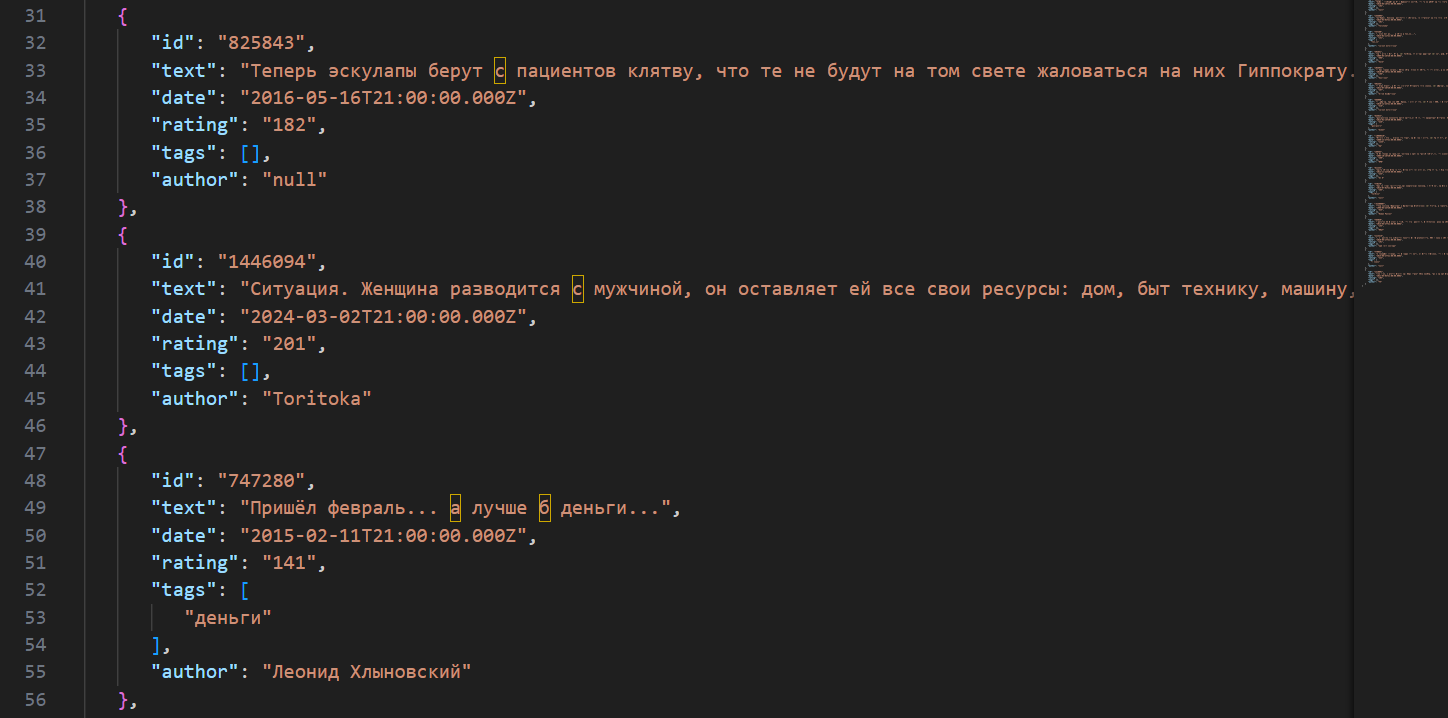 31 {
32 "id": "825843",
33 "text": "Теперь эскулапы берут с пациентов клятву, что те не будут на том свете жаловаться на них Гиппократу.
34 "date": "2016-05-16T21:00:00.000Z",
35 "rating": "182",
36 "tags": [],
37 "author": "null"
38 },
39 {
40 "id": "1446094",
41 "text": "Ситуация. Женщина разводится с мужчиной, он оставляет ей все свои ресурсы: дом, быт технику, машину,
42 "date": "2024-03-02T21:00:00.000Z",
43 "rating": "201",
44 "tags": [],
45 "author": "Toritoka"
46 },
47 {
48 "id": "747280",
49 "text": "Пришёл февраль... а лучше б деньги...",
50 "date": "2015-02-11T21:00:00.000Z",
51 "rating": "141",
52 "tags": [
53 "деньги"
54 ],
55 "author": "Леонид Хлыновский"
56 },